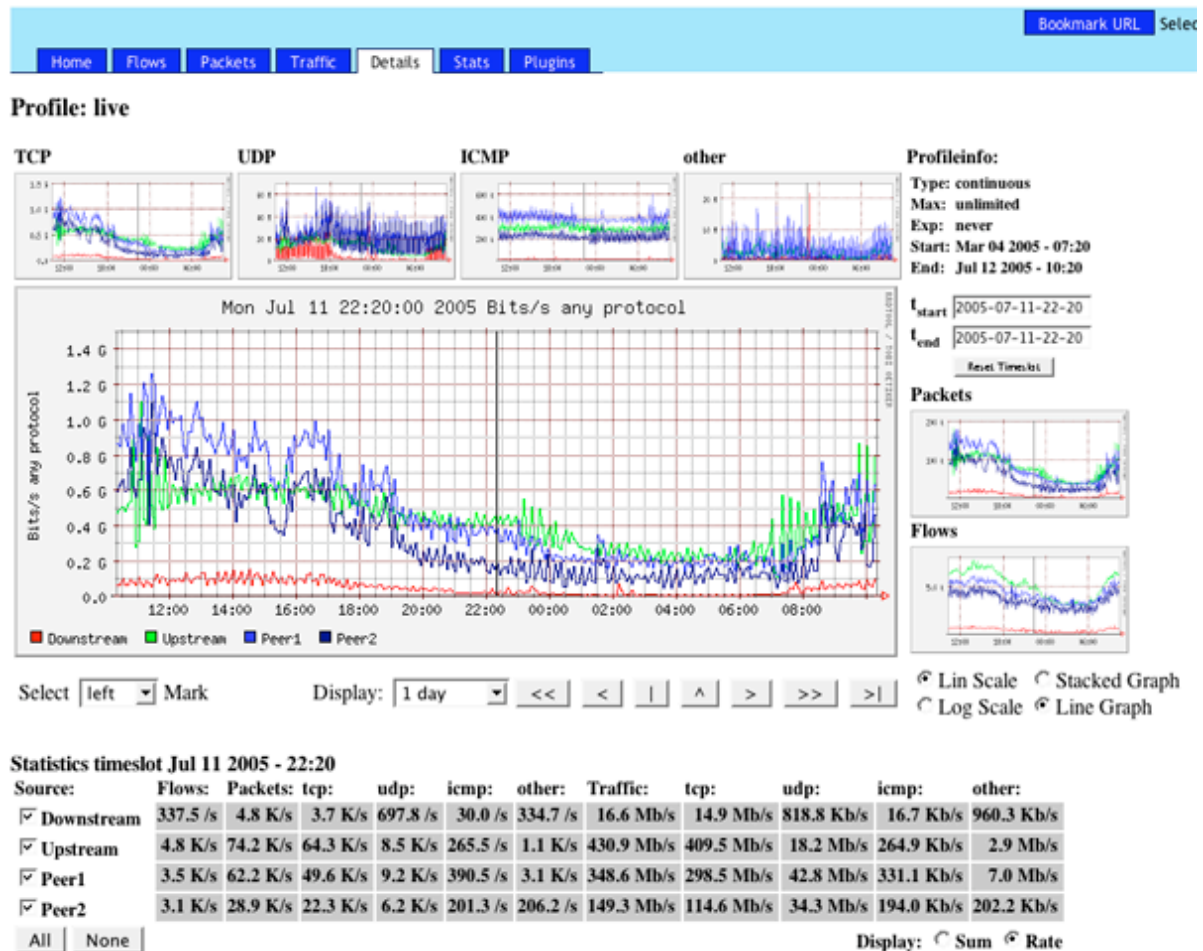 Bookmark URL Selec
Home Flows Packets Traffic Details Stats Plugins
Profile: live
TCP UDP ICMP other Profileinfo:
Type: continuous
Max: unlimited
Exp: never
Start: Mar 04 2005 - 07:20
End: Jul 12 2005 - 10:20
Mon Jul 11 22:20:00 2005 Bits/s any protocol
tstart 2005-07-11-22-20
tend 2005-07-11-22-20
Reset Timeslot
Packets
Flows
Bits/s any protocol
1.4 G
1.2 G
1.0 G
0.8 G
0.6 G
0.4 G
0.2 G
0.0
12:00 14:00 16:00 18:00 20:00 22:00 00:00 02:00 04:00 06:00 08:00
Downstream Upstream Peer1 Peer2
Select left Mark Display: 1 day << < | ^ > >> >|
Lin Scale Stacked Graph
Log Scale Line Graph
Statistics timeslot Jul 11 2005 - 22:20
Source: Flows: Packets: tcp: udp: icmp: other: Traffic: tcp: udp: icmp: other:
Downstream 337.5 /s 4.8 K/s 3.7 K/s 697.8 /s 30.0 /s 334.7 /s 16.6 Mb/s 14.9 Mb/s 818.8 Kb/s 16.7 Kb/s 960.3 Kb/s
Upstream 4.8 K/s 74.2 K/s 64.3 K/s 8.5 K/s 265.5 /s 1.1 K/s 430.9 Mb/s 409.5 Mb/s 18.2 Mb/s 264.9 Kb/s 2.9 Mb/s
Peer1 3.5 K/s 62.2 K/s 49.6 K/s 9.2 K/s 390.5 /s 3.1 K/s 348.6 Mb/s 298.5 Mb/s 42.8 Mb/s 331.1 Kb/s 7.0 Mb/s
Peer2 3.1 K/s 28.9 K/s 22.3 K/s 6.2 K/s 201.3 /s 206.2 /s 149.3 Mb/s 114.6 Mb/s 34.3 Mb/s 194.0 Kb/s 202.2 Kb/s
All None Display: Sum Rate